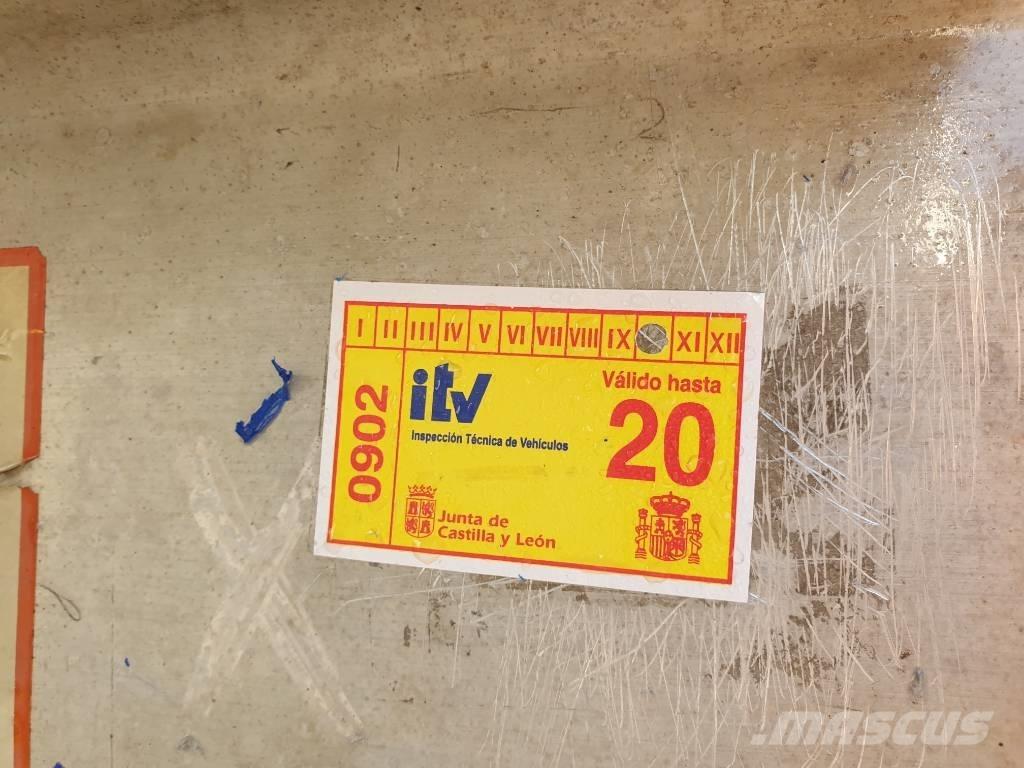 I II III IV V VI VII VIII IX XI XII
0902
itv
Inspección Técnica de Vehículos
Válido hasta
20
Junta de
Castilla y León
MASCUS